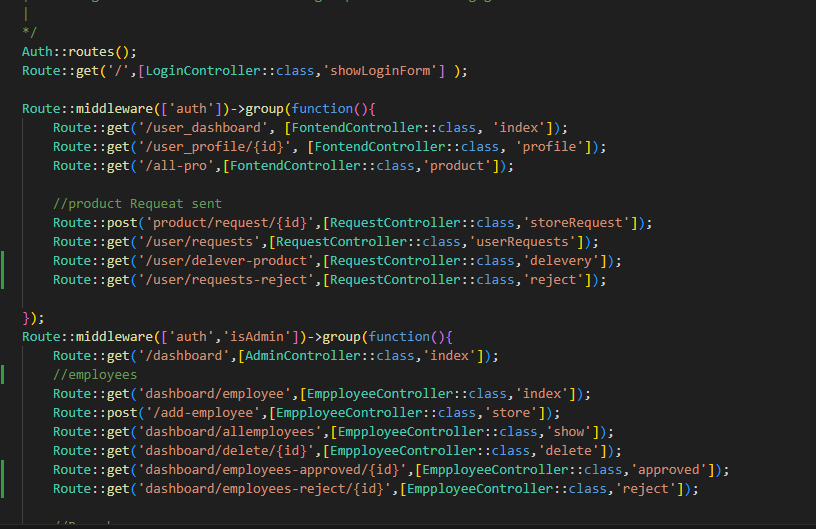 |
*/
Auth::routes();
Route::get('/',[LoginController::class,'showLoginForm'] );
Route::middleware(['auth'])->group(function(){
Route::get('/user_dashboard', [FontendController::class, 'index']);
Route::get('/user_profile/{id}', [FontendController::class, 'profile']);
Route::get('/all-pro',[FontendController::class,'product']);
//product Requeat sent
Route::post('product/request/{id}',[RequestController::class,'storeRequest']);
Route::get('/user/requests',[RequestController::class,'userRequests']);
Route::get('/user/delever-product',[RequestController::class,'delevery']);
Route::get('/user/requests-reject',[RequestController::class,'reject']);
});
Route::middleware(['auth','isAdmin'])->group(function(){
Route::get('/dashboard',[AdminController::class,'index']);
//employees
Route::get('dashboard/employee',[EmpployeeController::class,'index']);
Route::post('/add-employee',[EmpployeeController::class,'store']);
Route::get('dashboard/allemployees',[EmpployeeController::class,'show']);
Route::get('dashboard/delete/{id}',[EmpployeeController::class,'delete']);
Route::get('dashboard/employees-approved/{id}',[EmpployeeController::class,'approved']);
Route::get('dashboard/employees-reject/{id}',[EmpployeeController::class,'reject']);